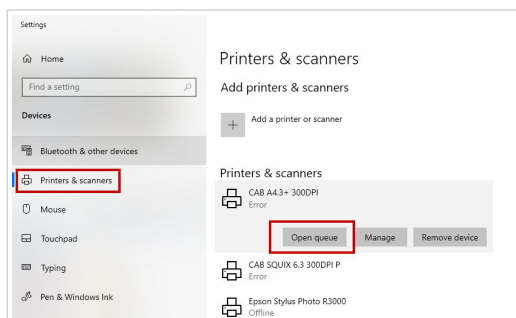 Settings
Home
Find a setting
Devices
Bluetooth & other devices
Printers & scanners
Mouse
Touchpad
Typing
Pen & Windows Ink
Printers & scanners
Add printers & scanners
Add a printer or scanner
Printers & scanners
CAB A4.3+ 300DPI
Error
Open queue Manage Remove device
CAB SQUIX 6.3 300DPI P
Error
Epson Stylus Photo R3000
Offline